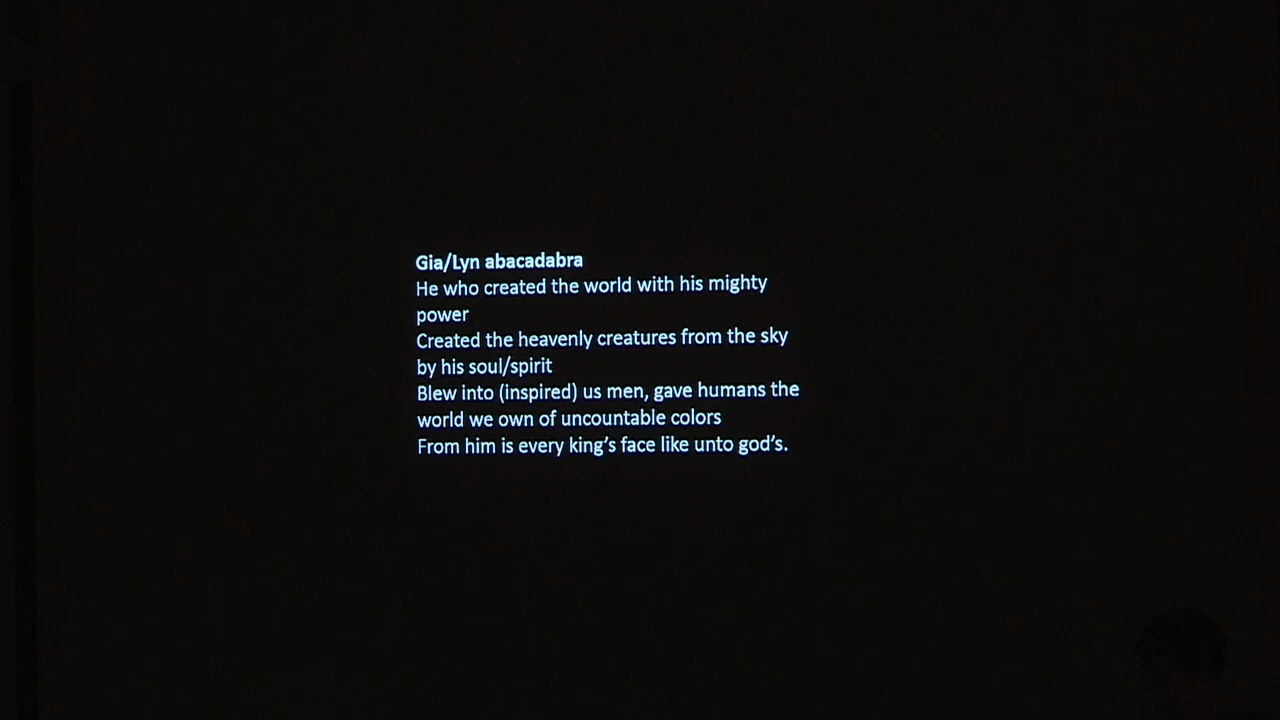 Gia/Lyn abacadabra
He who created the world with his mighty
power
Created the heavenly creatures from the sky
by his soul/spirit
Blew into (inspired) us men, gave humans the
world we own of uncountable colors
From him is every king's face like unto god's.